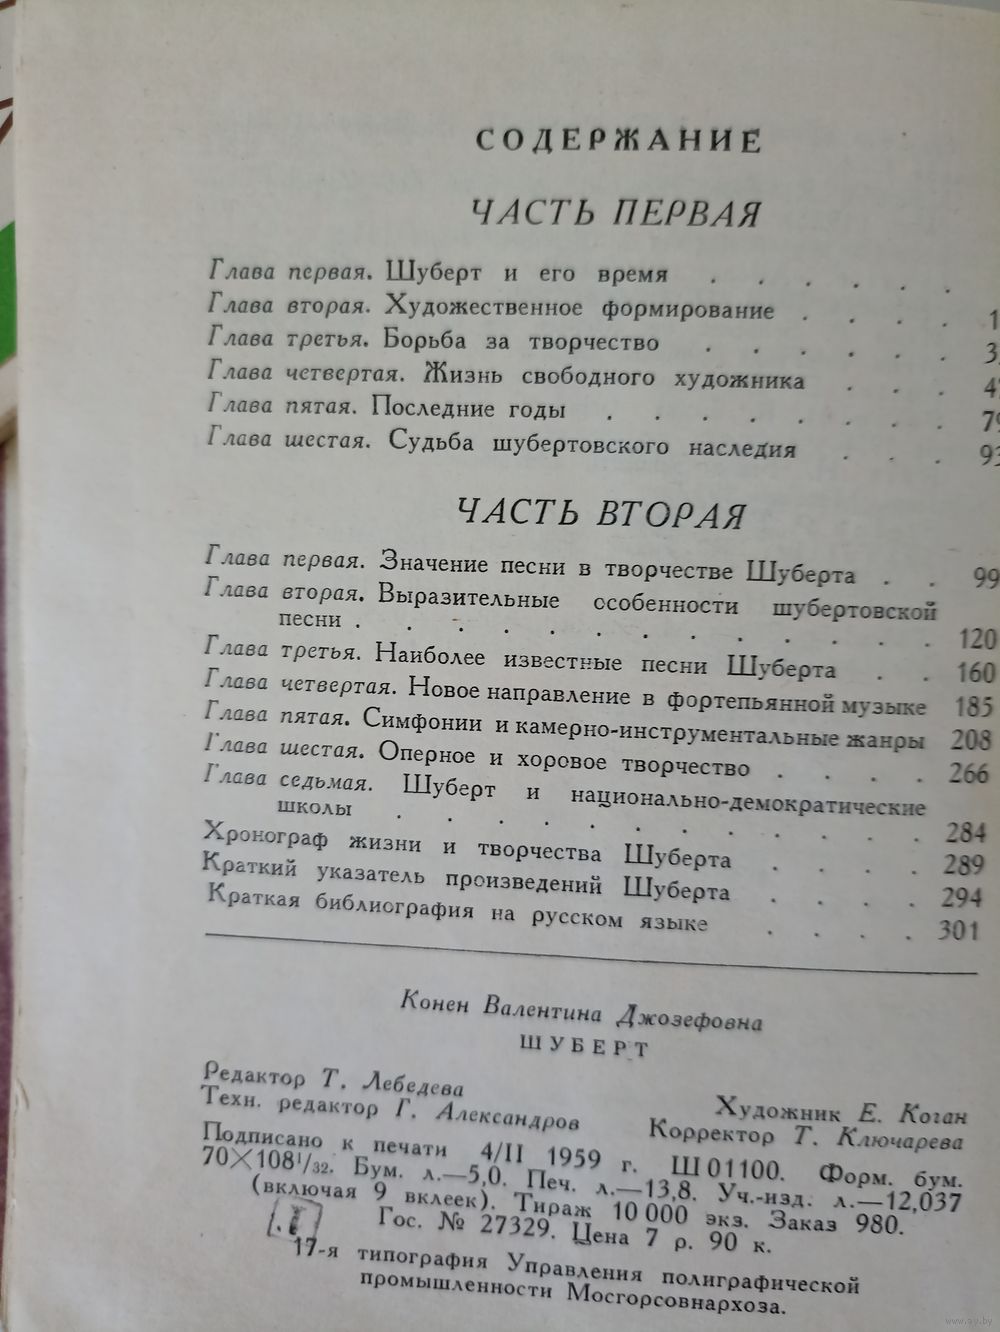 СОДЕРЖАНИЕ
ЧАСТЬ ПЕРВАЯ
Глава первая. Шуберт и его время . . . . . .
Глава вторая. Художественное формирование . . . .
Глава третья. Борьба за творчество . . . . . .
Глава четвертая. Жизнь свободного художника . . .
Глава пятая. Последние годы . . . . . . . . 79
Глава шестая. Судьба шубертовского наследия . . . 93
ЧАСТЬ ВТОРАЯ
Глава первая. Значение песни в творчестве Шуберта . . 99
Глава вторая. Выразительные особенности шубертовской
песни . . . . . . . . . . . . . 120
Глава третья. Наиболее известные песни Шуберта . . 160
Глава четвертая. Новое направление в фортепьянной музыке 185
Глава пятая. Симфонии и камерно-инструментальные жанры 208
Глава шестая. Оперное и хоровое творчество . . . . 266
Глава седьмая. Шуберт и национально-демократические
школы . . . . . . . . . . . . 284
Хронограф жизни и творчества Шуберта . . . . 289
Краткий указатель произведений Шуберта . . . . 294
Краткая библиография на русском языке . . . . 301
Конен Валентина Джозефовна
ШУБЕРТ
Редактор Т. Лебедева
Художник Е. Коган
Техн. редактор Г. Александров
Корректор Т. Ключарева
Подписано к печати 4/II 1959 г. Ш 01100. Форм. бум.
70×108¹/₃₂. Бум. л.—5,0. Печ. л.—13,8. Уч.-изд. л.—12,037
(включая 9 вклеек). Тираж 10 000 экз. Заказ 980.
Гос. № 27329. Цена 7 р. 90 к.
17-я типография Управления полиграфической
промышленности Мосгорсовнархоза.
www.ay.by